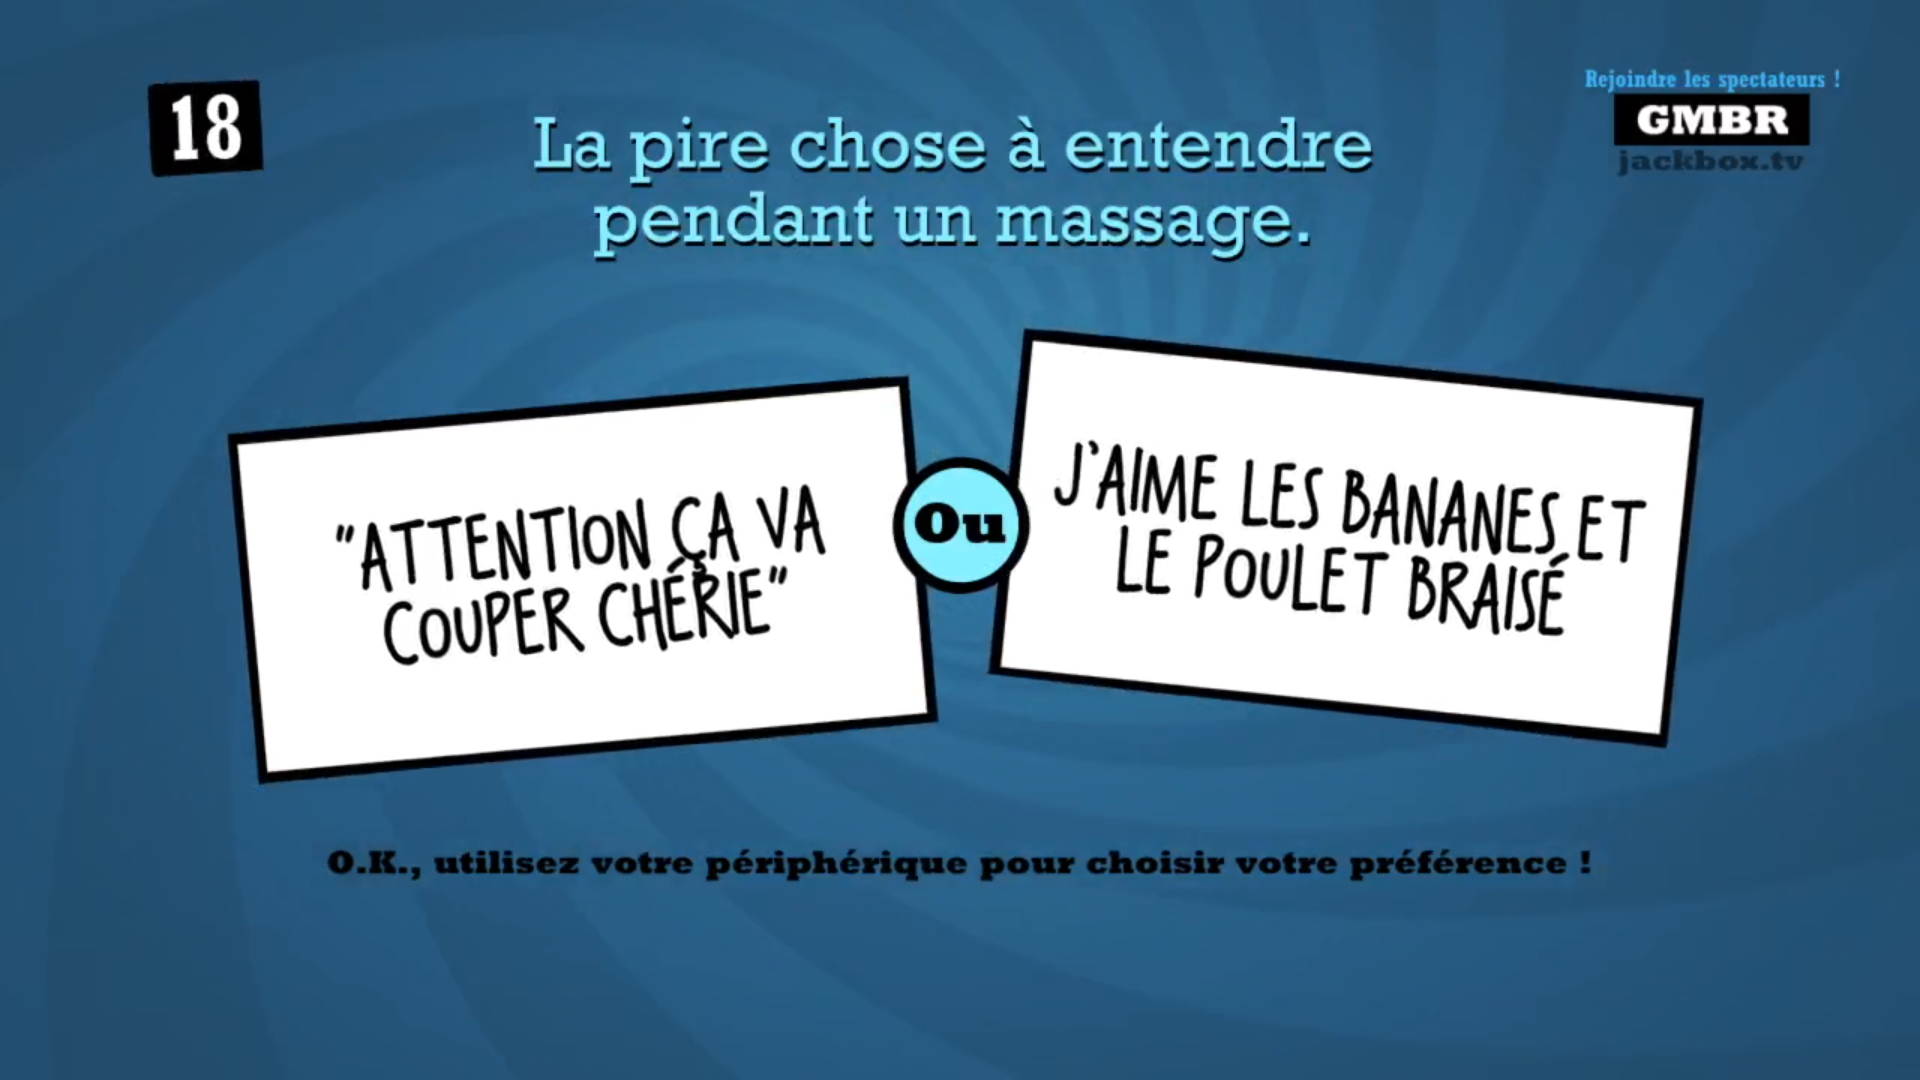 18
Rejoindre les spectateurs !
GMBR
jackbox.tv
La pire chose à entendre
pendant un massage.
"ATTENTION ÇA VA
COUPER CHÉRIE"
Ou
J'AIME LES BANANES ET
LE POULET BRAISÉ
O.K., utilisez votre périphérique pour choisir votre préférence !